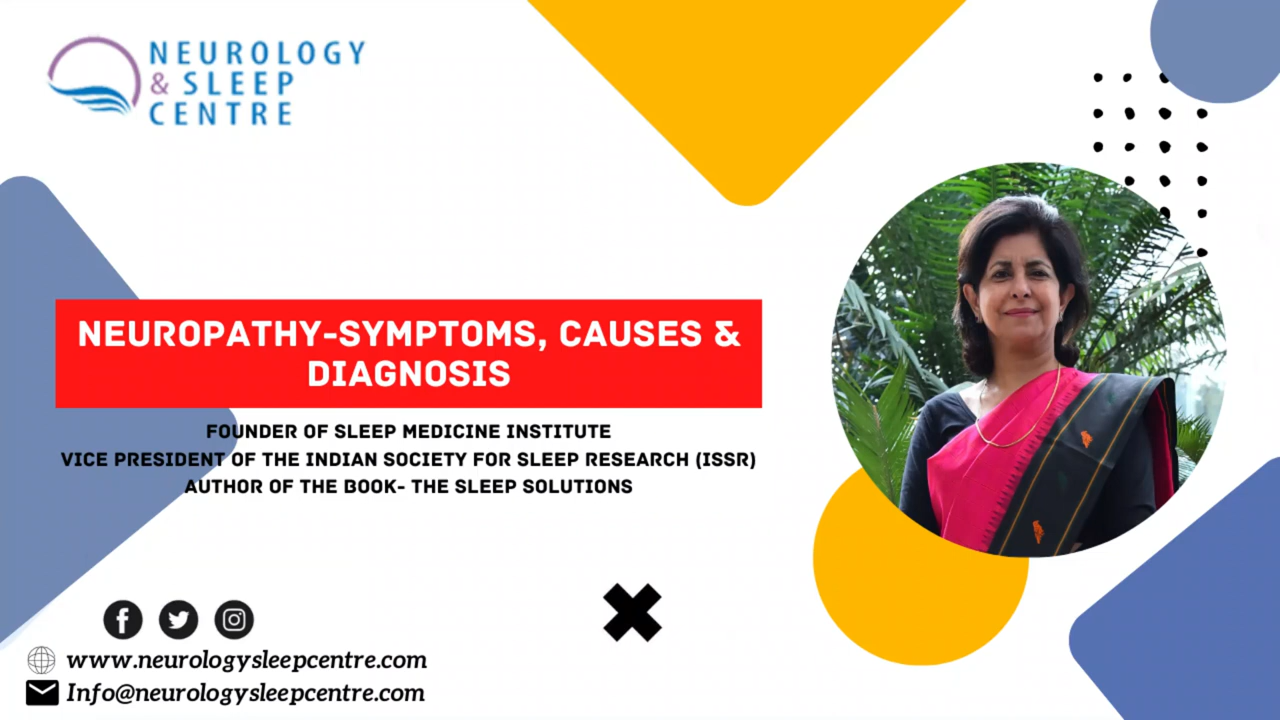 NEUROLOGY
& SLEEP
CENTRE
NEUROPATHY-SYMPTOMS, CAUSES &
DIAGNOSIS
FOUNDER OF SLEEP MEDICINE INSTITUTE
VICE PRESIDENT OF THE INDIAN SOCIETY FOR SLEEP RESEARCH (ISSR)
AUTHOR OF THE BOOK- THE SLEEP SOLUTIONS
www.neurologysleepcentre.com
Info@neurologysleepcentre.com